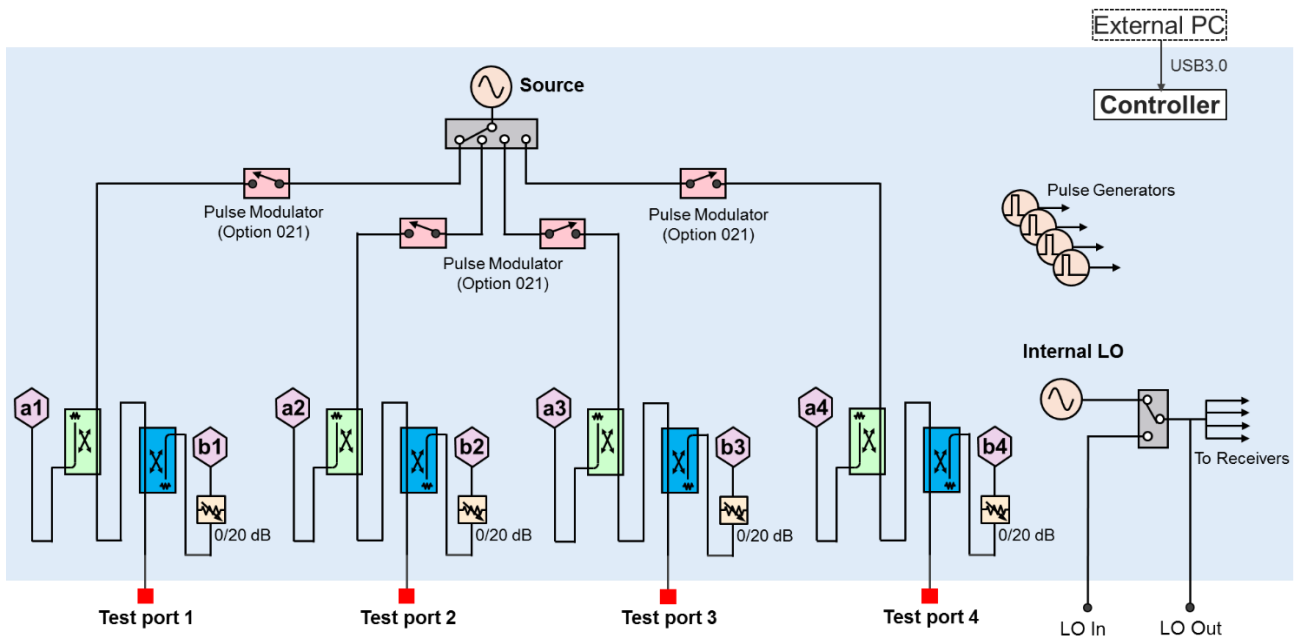 External PC
USB3.0
Controller
Source
Pulse Modulator
(Option 021)
Pulse Modulator
(Option 021)
Pulse Modulator
(Option 021)
Pulse Generators
Internal LO
a1
b1
0/20 dB
a2
b2
0/20 dB
a3
b3
0/20 dB
a4
b4
0/20 dB
To Receivers
Test port 1
Test port 2
Test port 3
Test port 4
LO In
LO Out